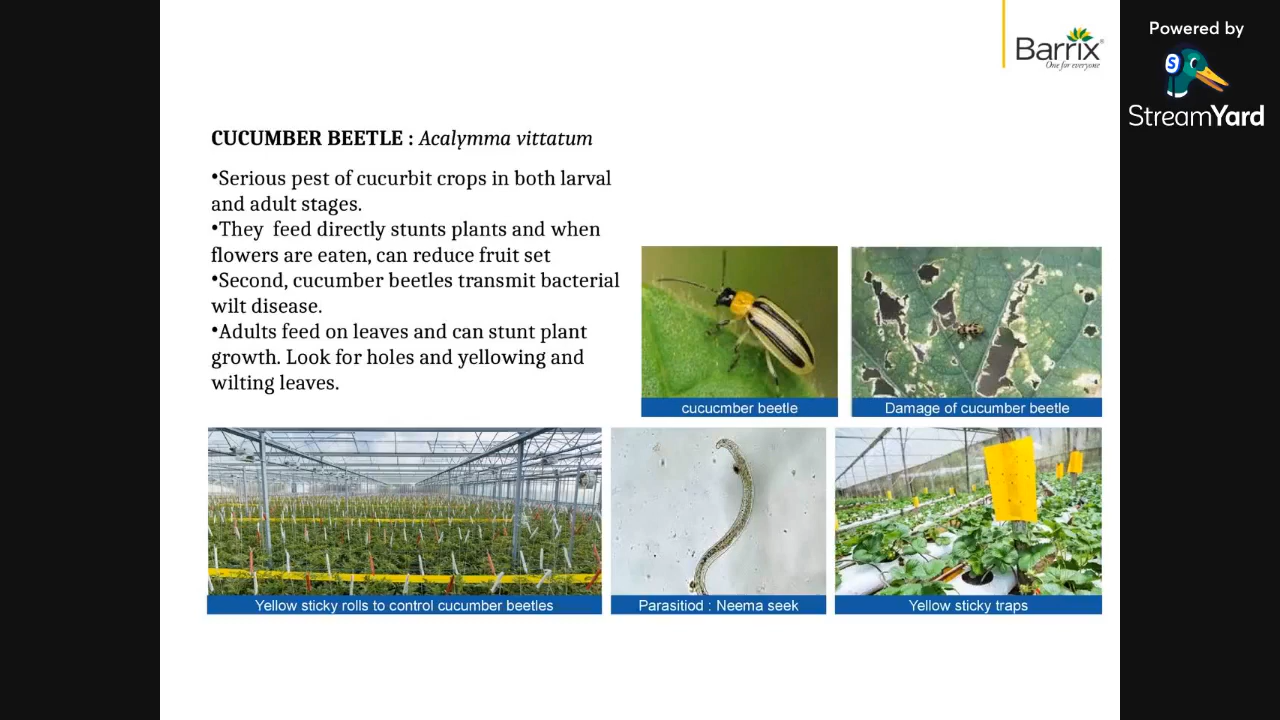 Barrix
One for everyone
Powered by
StreamYard
CUCUMBER BEETLE : Acalymma vittatum
•Serious pest of cucurbit crops in both larval
and adult stages.
•They feed directly stunts plants and when
flowers are eaten, can reduce fruit set
•Second, cucumber beetles transmit bacterial
wilt disease.
•Adults feed on leaves and can stunt plant
growth. Look for holes and yellowing and
wilting leaves.
cucucmber beetle
Damage of cucumber beetle
Yellow sticky rolls to control cucumber beetles
Parasitiod : Neema seek
Yellow sticky traps